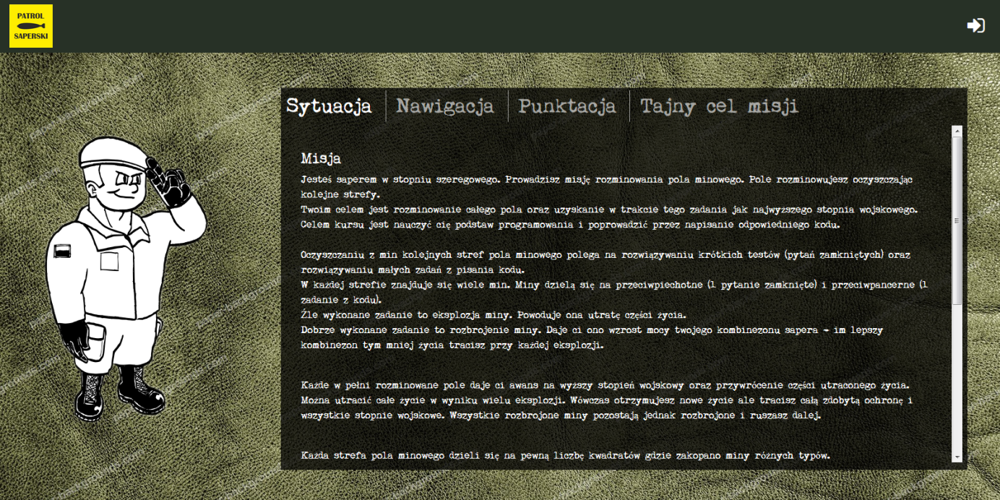 PATROL
SAPERSKI
Sytuacja
Nawigacja
Punktacja
Tajny cel misji
Misja
Jesteś saperem w stopniu szeregowego. Prowadzisz misję rozminowania pola minowego. Pole rozminowujesz oczyszczając
kolejne strefy.
Twoim celem jest rozminowanie całego pola oraz uzyskanie w trakcie tego zadania jak najwyższego stopnia wojskowego.
Celem kursu jest nauczyć cię podstaw programowania i poprowadzić przez napisanie odpowiedniego kodu.
Oczyszczaniu z min kolejnych stref pola minowego polega na rozwiązywaniu krótkich testów (pytań zamkniętych) oraz
rozwiązywaniu małych zadań z pisania kodu.
W każdej strefie znajduje się wiele min. Miny dzielą się na przeciwpiechotne (1 pytanie zamknięte) i przeciwpancerne (1
zadanie z kodu).
Źle wykonane zadanie to eksplozja miny. Powoduje ona utratę części życia.
Dobrze wykonane zadanie to rozbrojenie miny. Daje ci ono wzrost mocy twojego kombinezonu sapera - im lepszy
kombinezon tym mniej życia tracisz przy każdej eksplozji.
Każde w pełni rozminowane pole daje ci awans na wyższy stopień wojskowy oraz przywrócenie części utraconego życia.
Można utracić całe życie w wyniku wielu eksplozji. Wówczas otrzymujesz nowe życie ale tracisz całą zdobytą ochronę i
wszystkie stopnie wojskowe. Wszystkie rozbrojone miny pozostają jednak rozbrojone i ruszasz dalej.
Każda strefa pola minowego dzieli się na pewną liczbę kwadratów gdzie zakopano miny różnych typów.